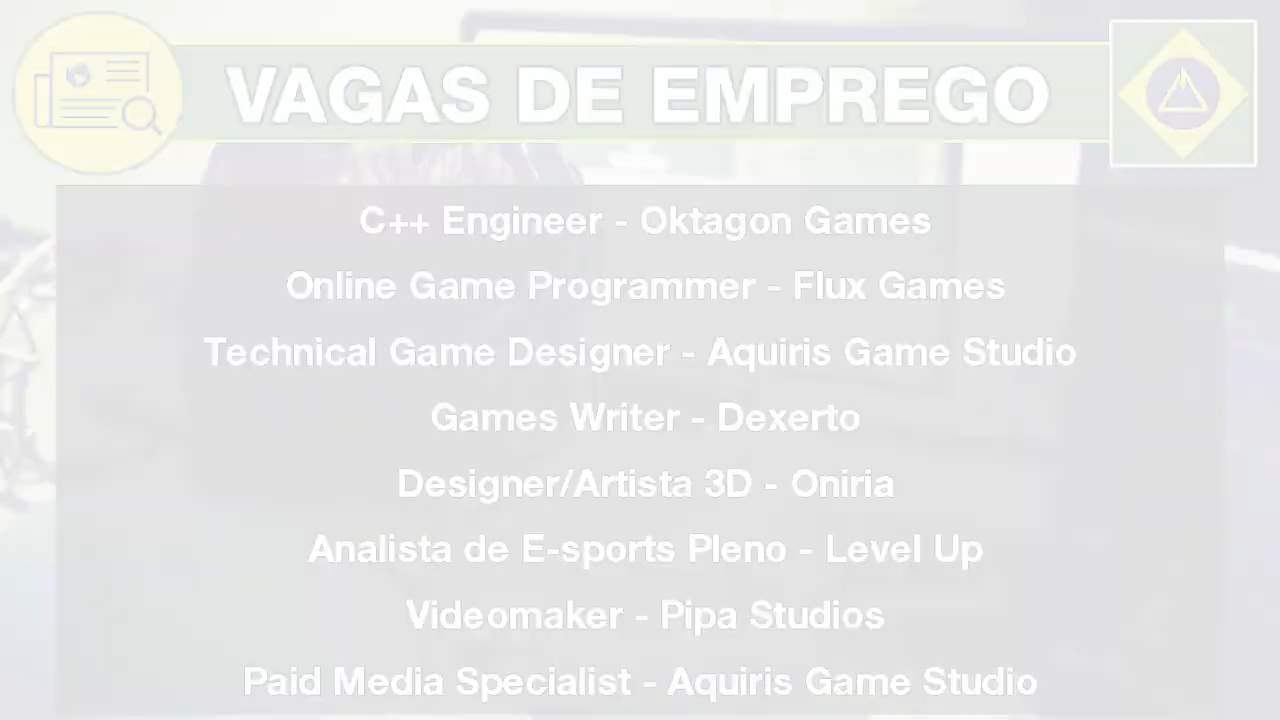 VAGAS DE EMPREGO
C++ Engineer - Oktagon Games
Online Game Programmer - Flux Games
Technical Game Designer - Aquiris Game Studio
Games Writer - Dexerto
Designer/Artista 3D - Oniria
Analista de E-sports Pleno - Level Up
Videomaker - Pipa Studios
Paid Media Specialist - Aquiris Game Studio